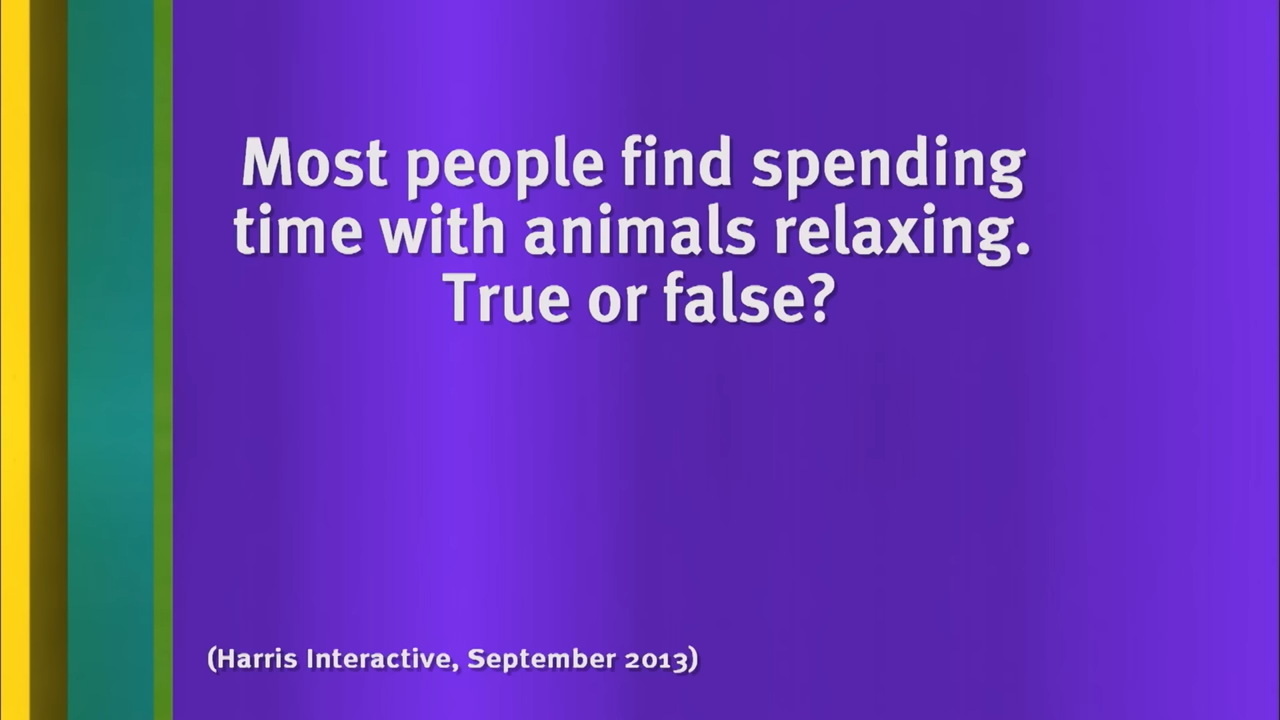 Most people find spending
time with animals relaxing.
True or false?
(Harris Interactive, September 2013)